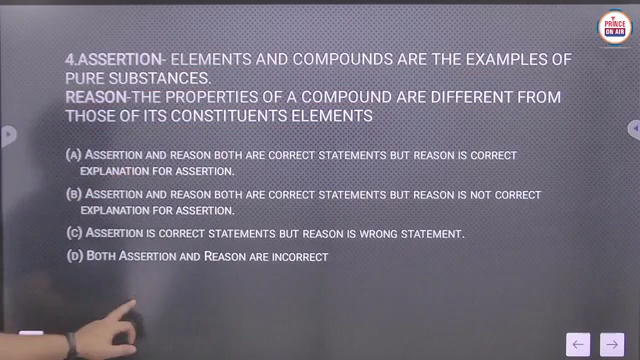 PRINCE
ON AIR
4.ASSERTION- ELEMENTS AND COMPOUNDS ARE THE EXAMPLES OF
PURE SUBSTANCES.
REASON-THE PROPERTIES OF A COMPOUND ARE DIFFERENT FROM
THOSE OF ITS CONSTITUENTS ELEMENTS
(A) ASSERTION AND REASON BOTH ARE CORRECT STATEMENTS BUT REASON IS CORRECT
EXPLANATION FOR ASSERTION.
(B) ASSERTION AND REASON BOTH ARE CORRECT STATEMENTS BUT REASON IS NOT CORRECT
EXPLANATION FOR ASSERTION.
(C) ASSERTION IS CORRECT STATEMENTS BUT REASON IS WRONG STATEMENT.
(D) BOTH ASSERTION AND REASON ARE INCORRECT